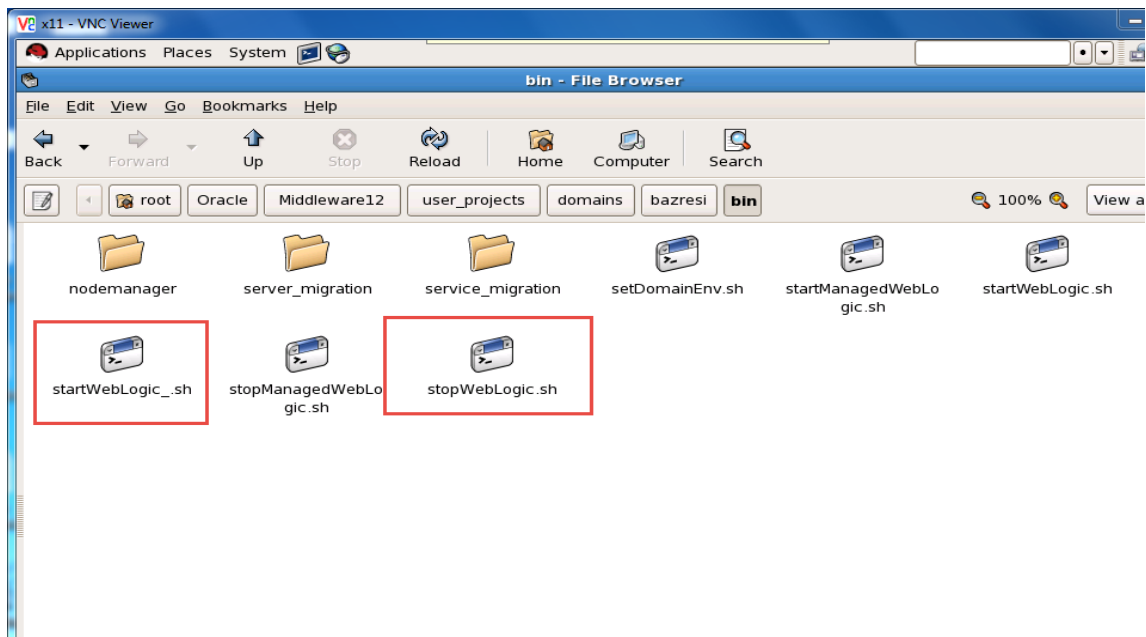 x11 - VNC Viewer
Applications Places System
bin - File Browser
File Edit View Go Bookmarks Help
Back Forward Up Stop Reload Home Computer Search
root Oracle Middleware12 user_projects domains bazresi bin 100% View a
nodemanager server_migration service_migration setDomainEnv.sh startManagedWebLo startWebLogic.sh
gic.sh
startWebLogic_.sh stopManagedWebLo stopWebLogic.sh
gic.sh